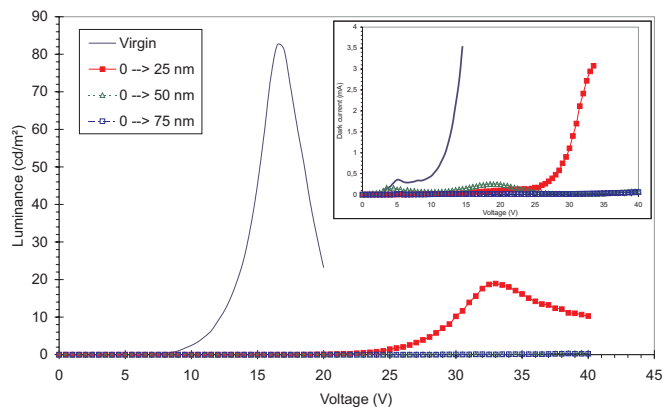 90
80
70
60
50
40
30
20
10
0
Luminance (cd/m²)
Virgin
0 --> 25 nm
0 --> 50 nm
0 --> 75 nm
4
3,5
3
2,5
2
1,5
1
0,5
0
Dark current (mA)
0 5 10 15 20 25 30 35 40
Voltage (V)
0 5 10 15 20 25 30 35 40 45
Voltage (V)